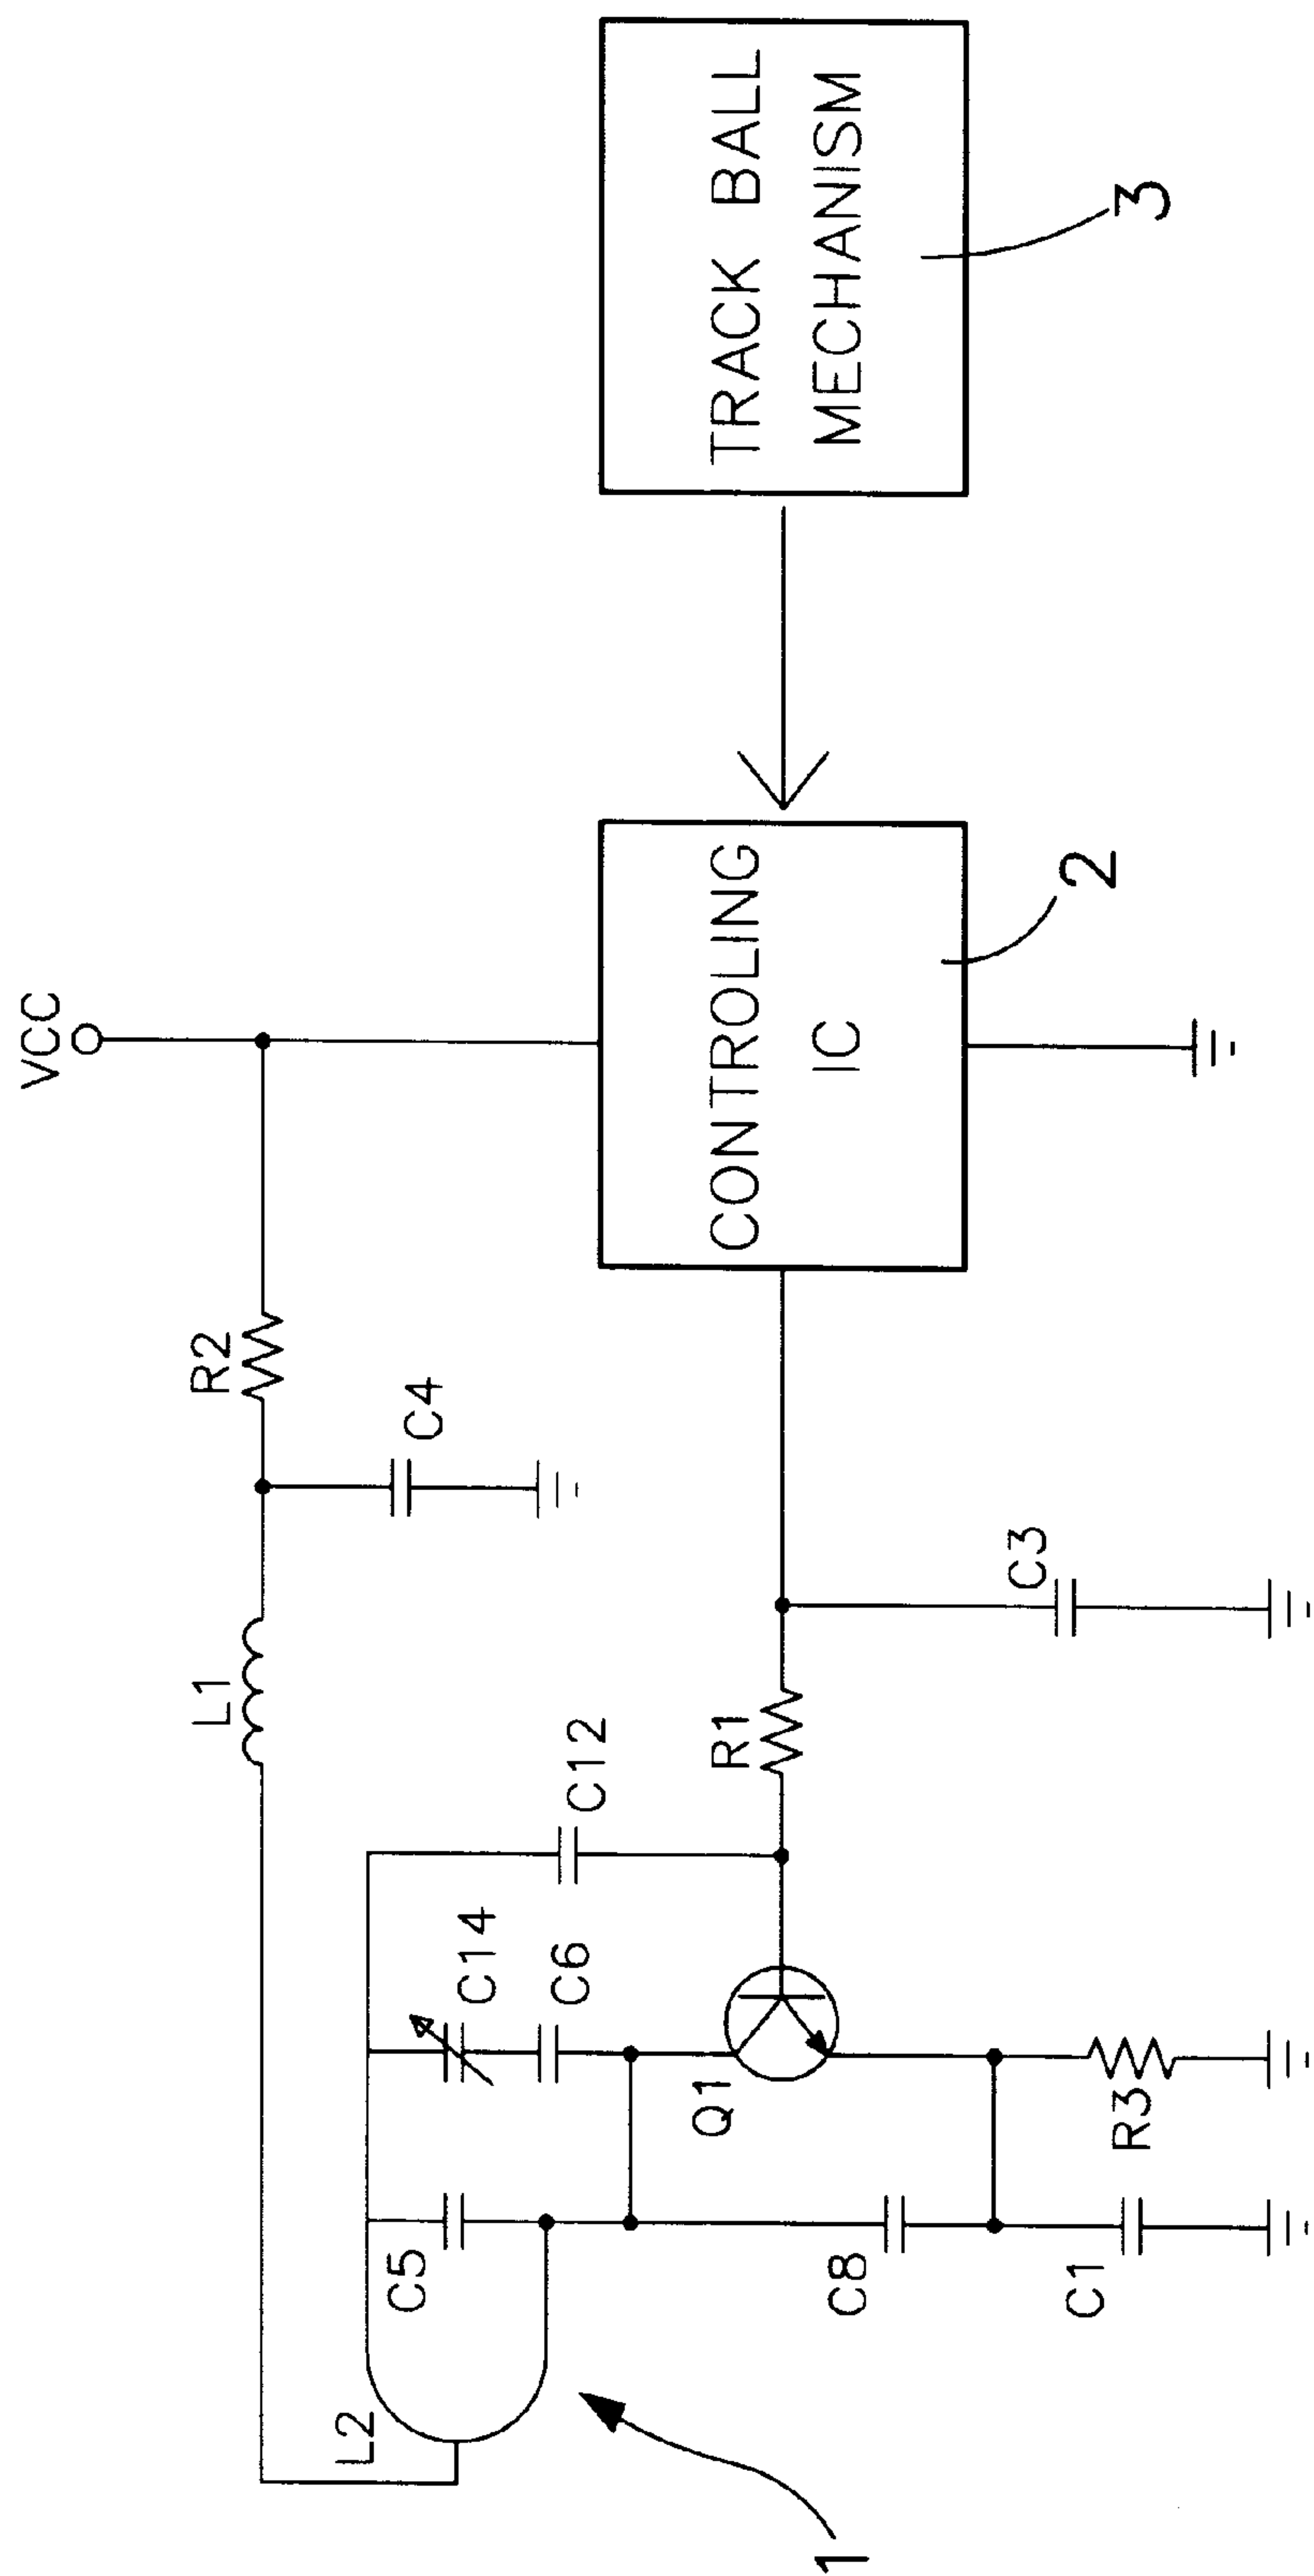 VCC
R2
L1
C4
L2
C5
C14
C6
C12
Q1
R1
C3
C8
C1
R3
CONTROLING
IC
TRACK BALL
MECHANISM
1
2
3